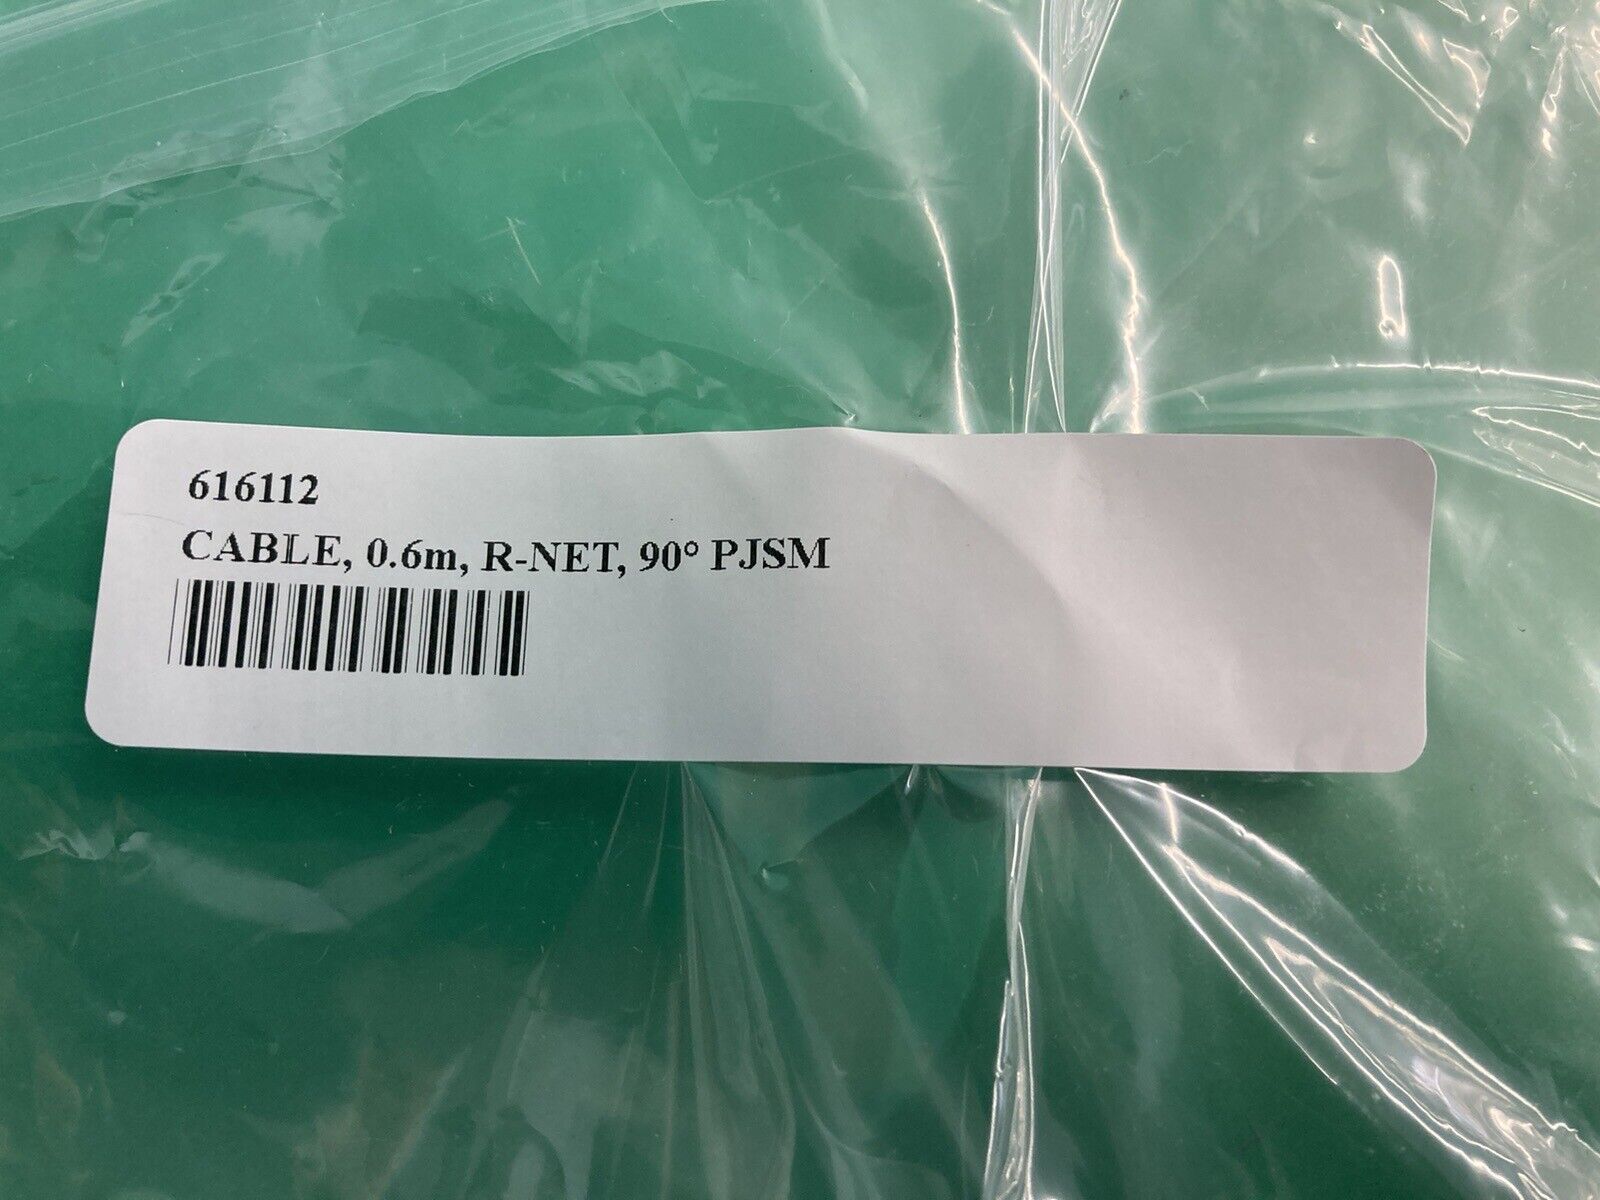 616112
CABLE, 0.6m, R-NET, 90° PJSM